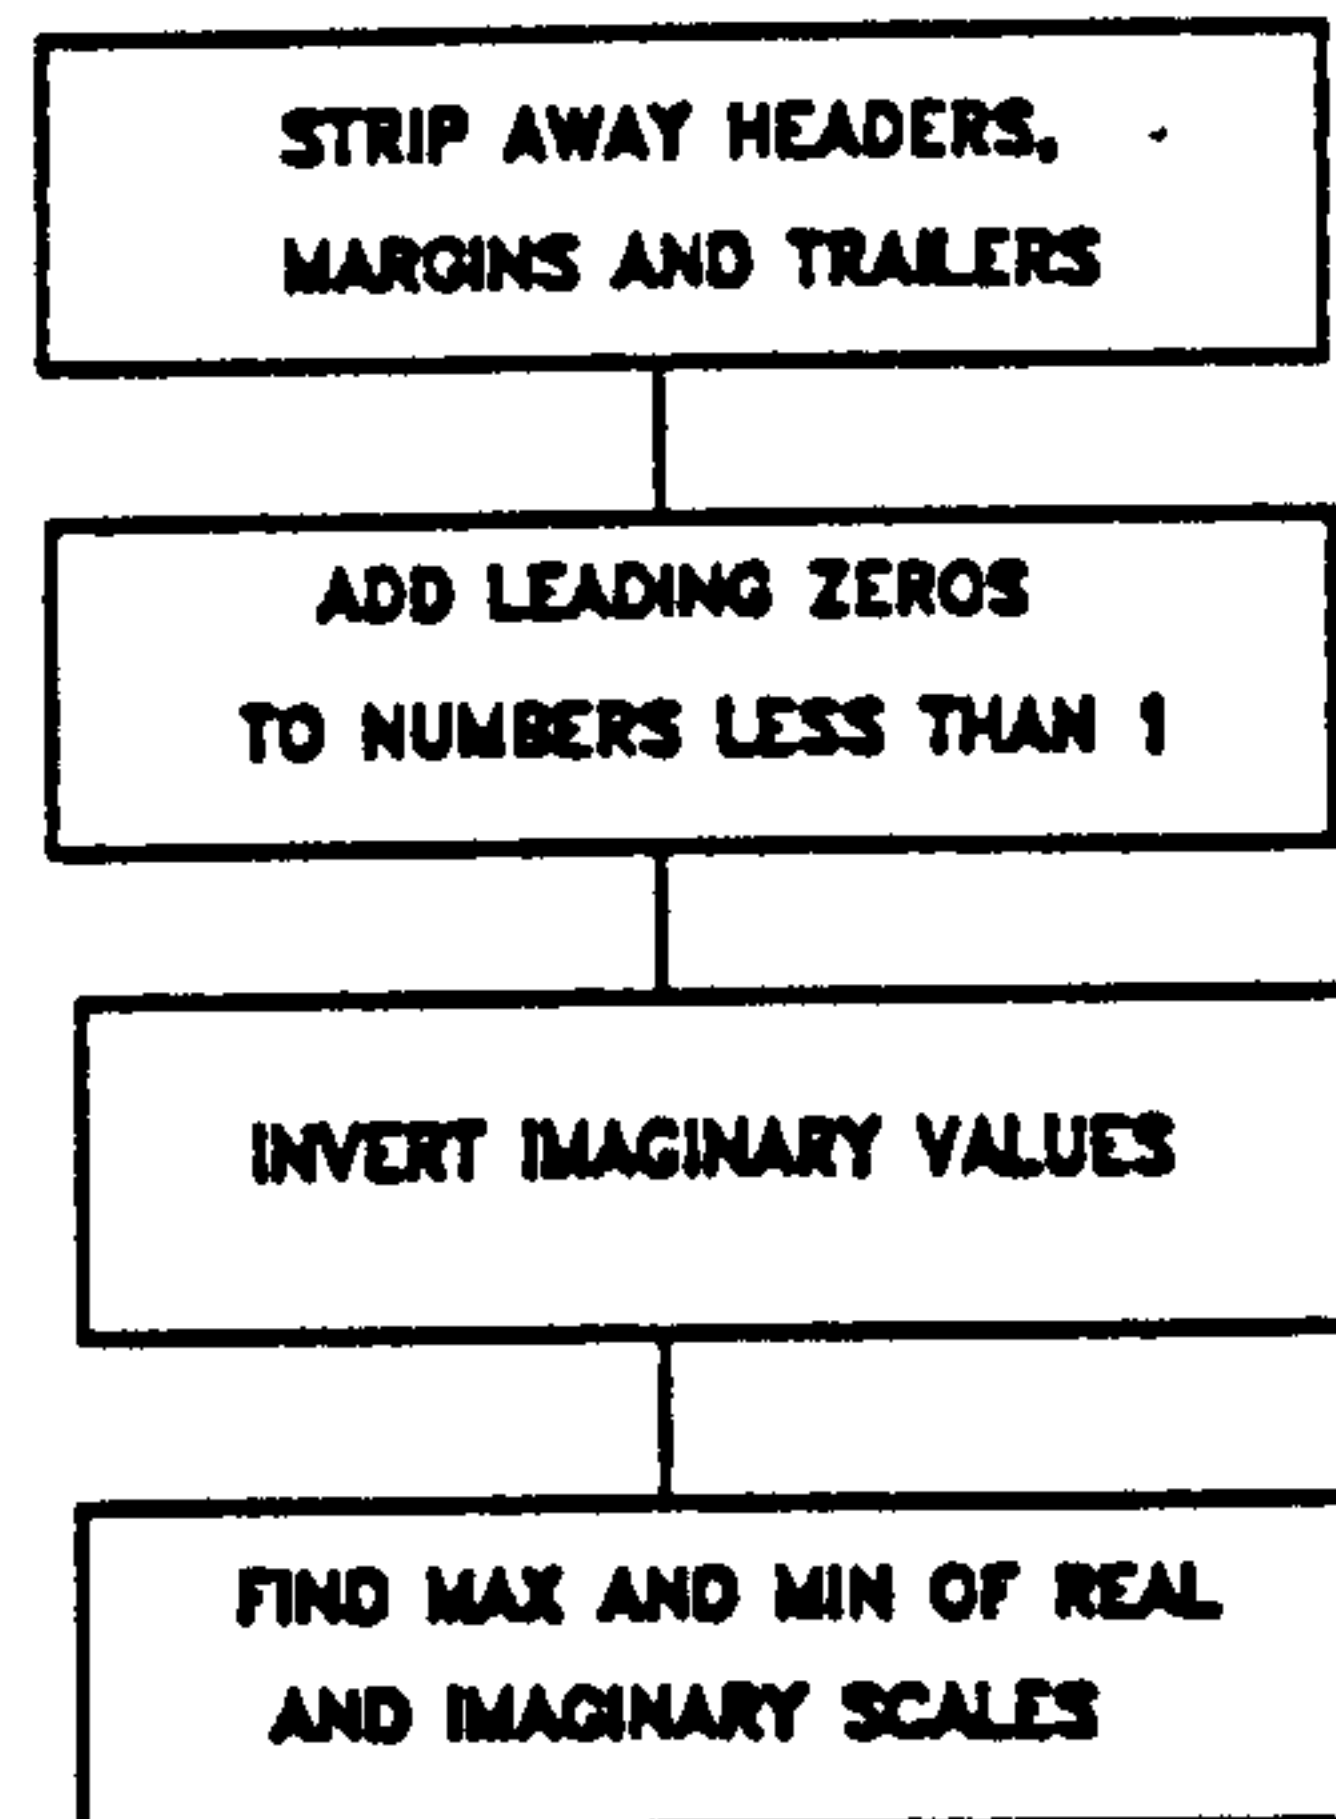 STRIP AWAY HEADERS,
MARGINS AND TRAILERS
ADD LEADING ZEROS
TO NUMBERS LESS THAN 1
INVERT IMAGINARY VALUES
FIND MAX AND MIN OF REAL
AND IMAGINARY SCALES